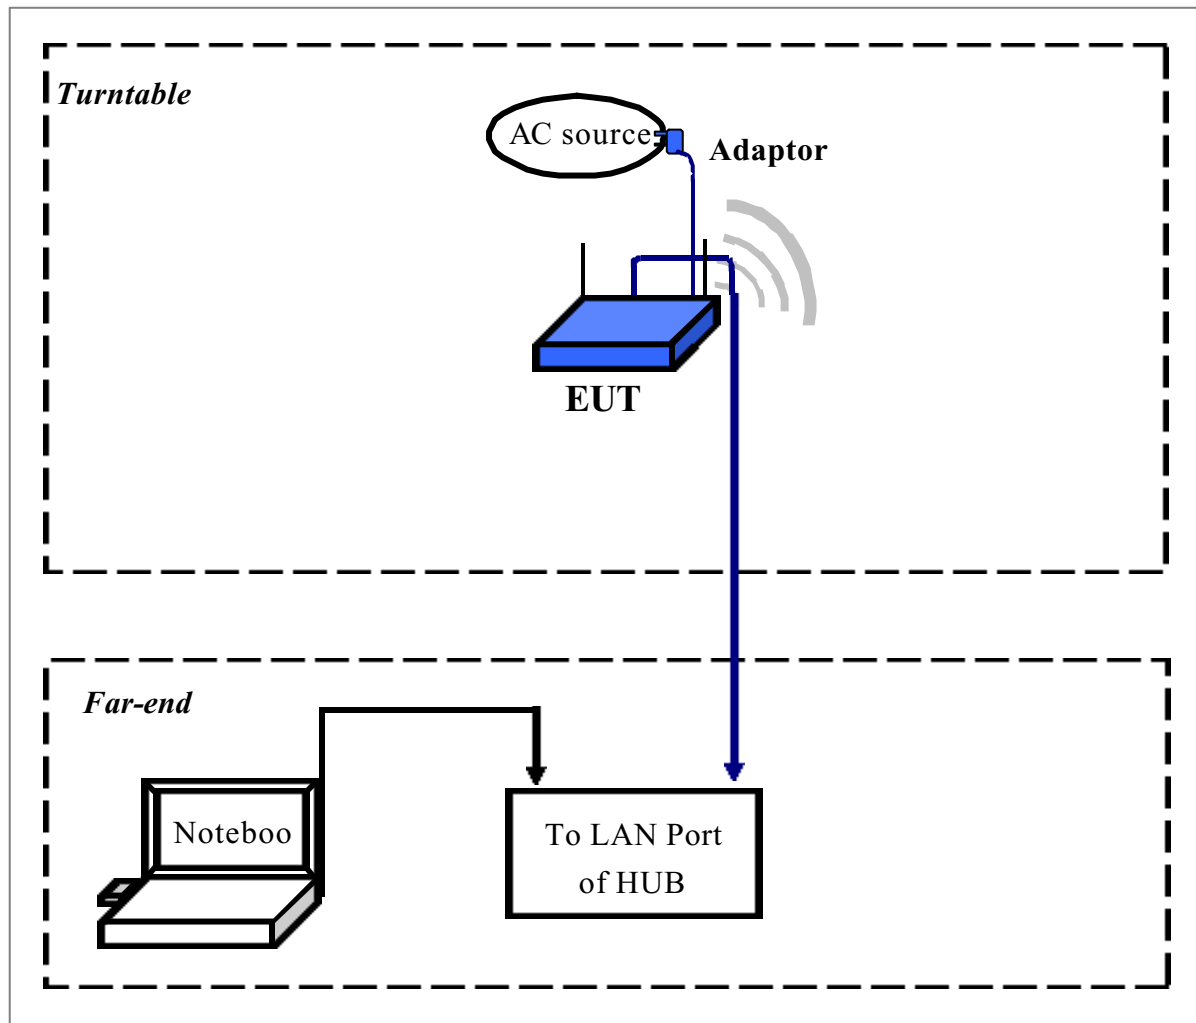 Turntable
AC source
Adaptor
EUT
Far-end
Noteboo
To LAN Port
of HUB